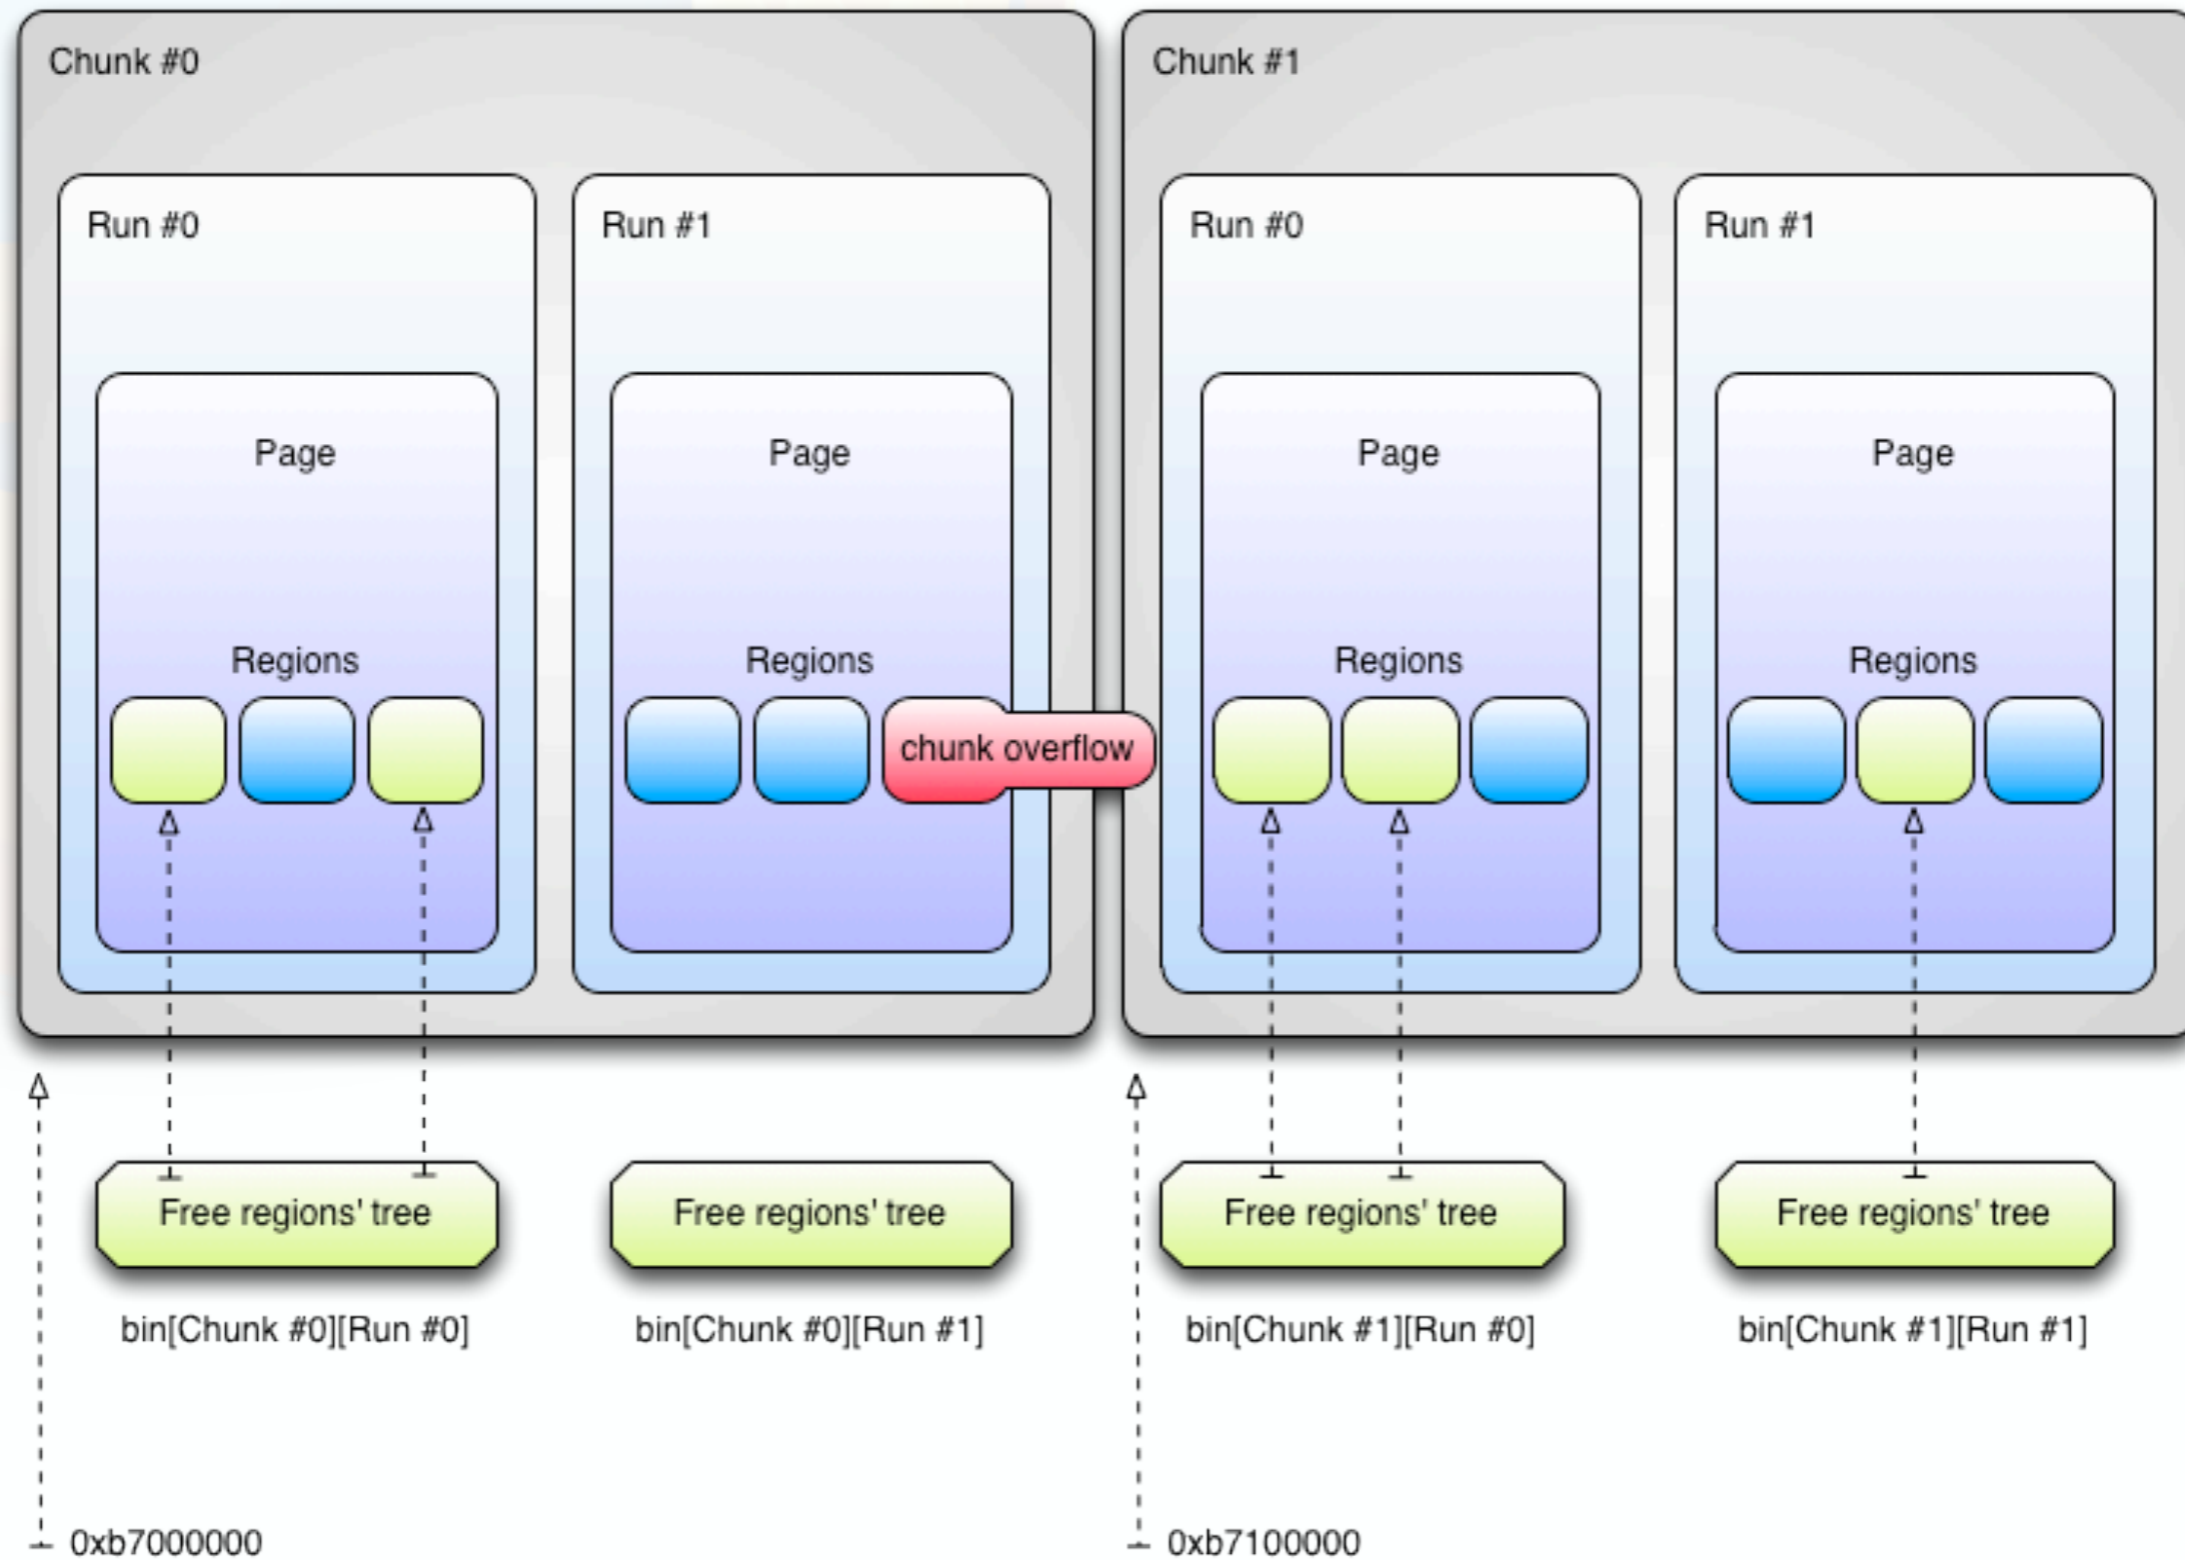 Chunk #0
Chunk #1
Run #0
Run #1
Run #0
Run #1
Page
Page
Page
Page
Regions
Regions
Regions
Regions
chunk overflow
Free regions' tree
Free regions' tree
Free regions' tree
Free regions' tree
bin[Chunk #0][Run #0]
bin[Chunk #0][Run #1]
bin[Chunk #1][Run #0]
bin[Chunk #1][Run #1]
0xb7000000
0xb7100000